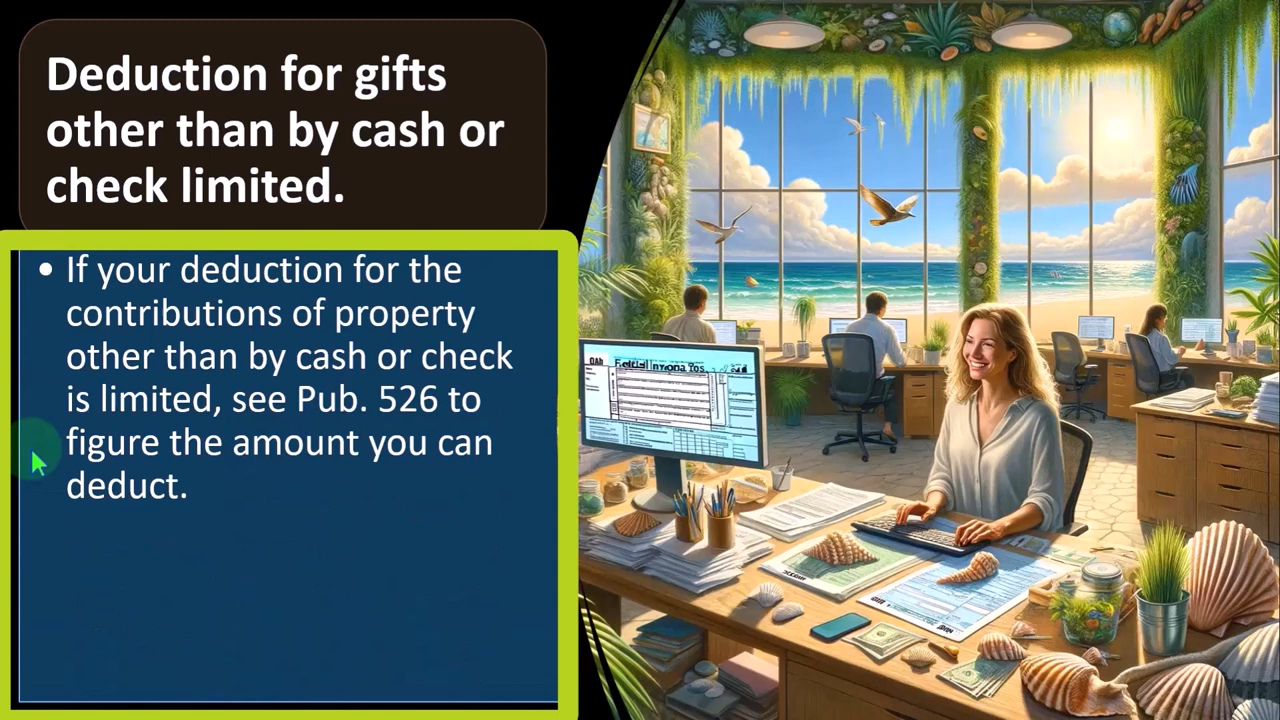 Deduction for gifts
other than by cash or
check limited.
• If your deduction for the
contributions of property
other than by cash or check
is limited, see Pub. 526 to
figure the amount you can
deduct.